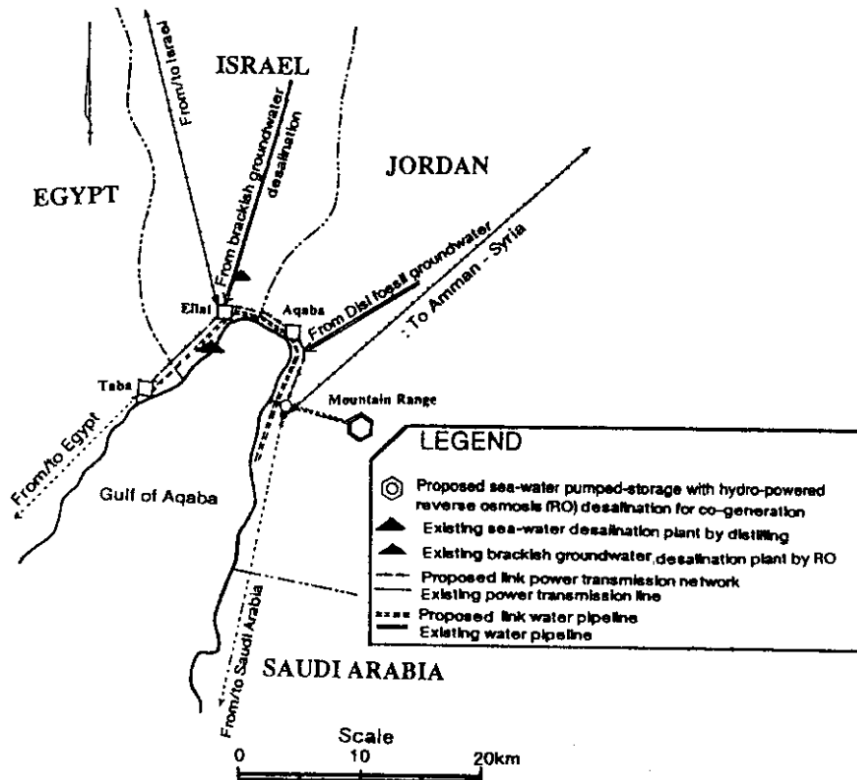 ISRAEL
From/to Israel
From brackish groundwater
desalination
JORDAN
EGYPT
Eilat
Aqaba
From Disi fossil groundwater
: To Amman - Syria
Taba
Mountain Range
From/to Egypt
Gulf of Aqaba
LEGEND
Proposed sea-water pumped-storage with hydro-powered
reverse osmosis (RO) desalination for co-generation
Existing sea-water desalination plant by distilling
Existing brackish groundwater, desalination plant by RO
Proposed link power transmission network
Existing power transmission line
Proposed link water pipeline
Existing water pipeline
From/to Saudi Arabia
SAUDI ARABIA
Scale
0 10 20km